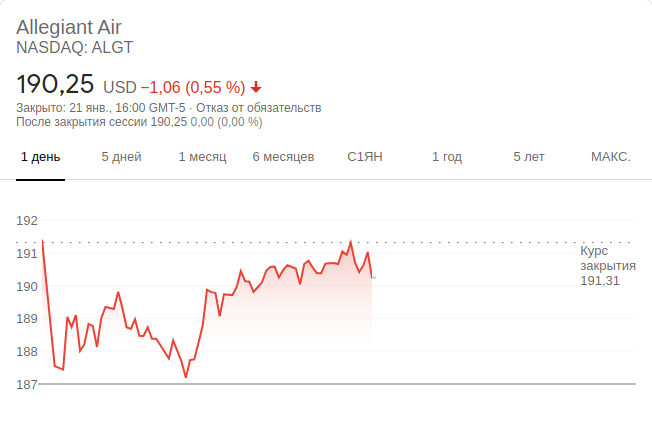 Allegiant Air
NASDAQ: ALGT
190,25 USD −1,06 (0,55 %)
Закрыто: 21 янв., 16:00 GMT-5 · Отказ от обязательств
После закрытия сессии 190,25 0,00 (0,00 %)
1 день 5 дней 1 месяц 6 месяцев С1ЯН 1 год 5 лет МАКС.
192
191
190
189
188
187
Курс
закрытия
191,31